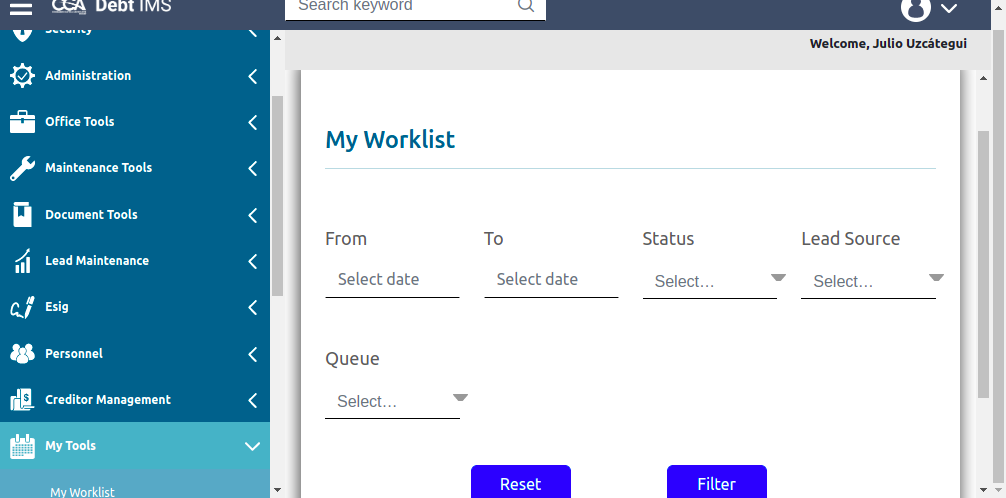 CCA Debt IMS
Search keyword
Welcome, Julio Uzcátegui
Security
Administration
Office Tools
Maintenance Tools
Document Tools
Lead Maintenance
Esig
Personnel
Creditor Management
My Tools
My Worklist
My Worklist
From
To
Status
Lead Source
Select date
Select date
Select...
Select...
Queue
Select...
Reset
Filter